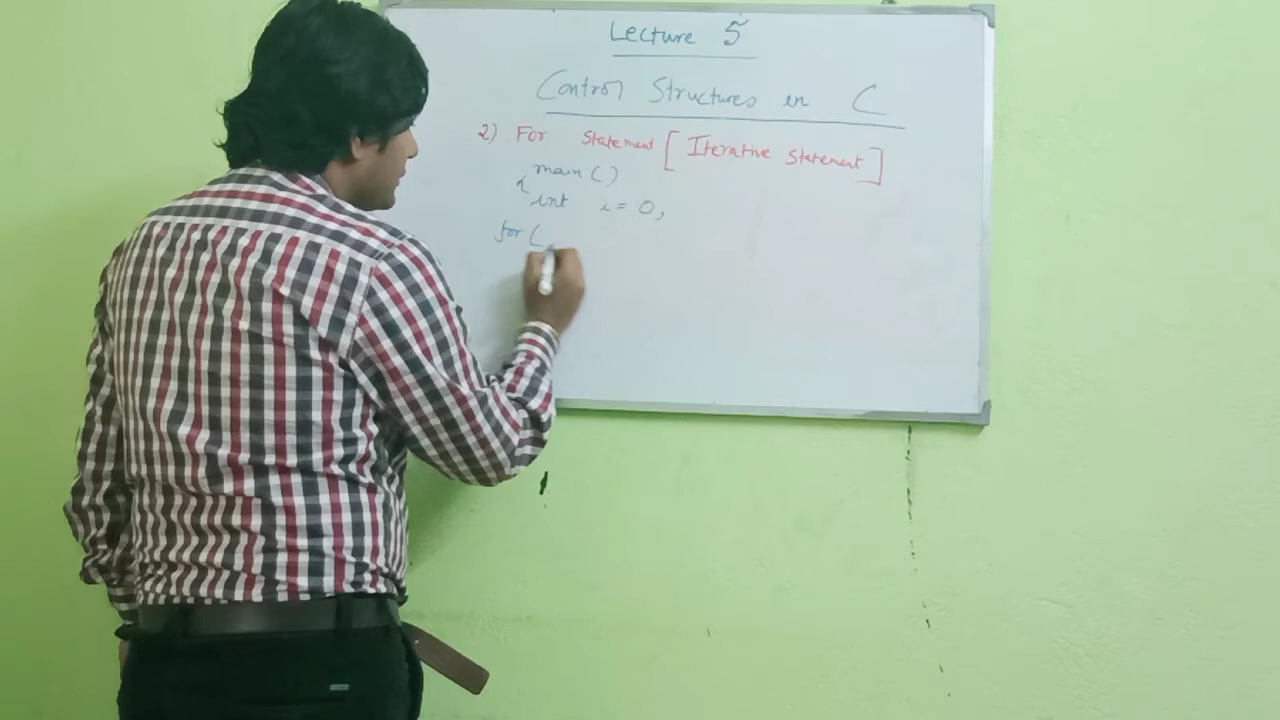 Lecture 5
Control Structures in C
2) For Statement [Iterative Statement]
main ()
{ int i = 0,
for (